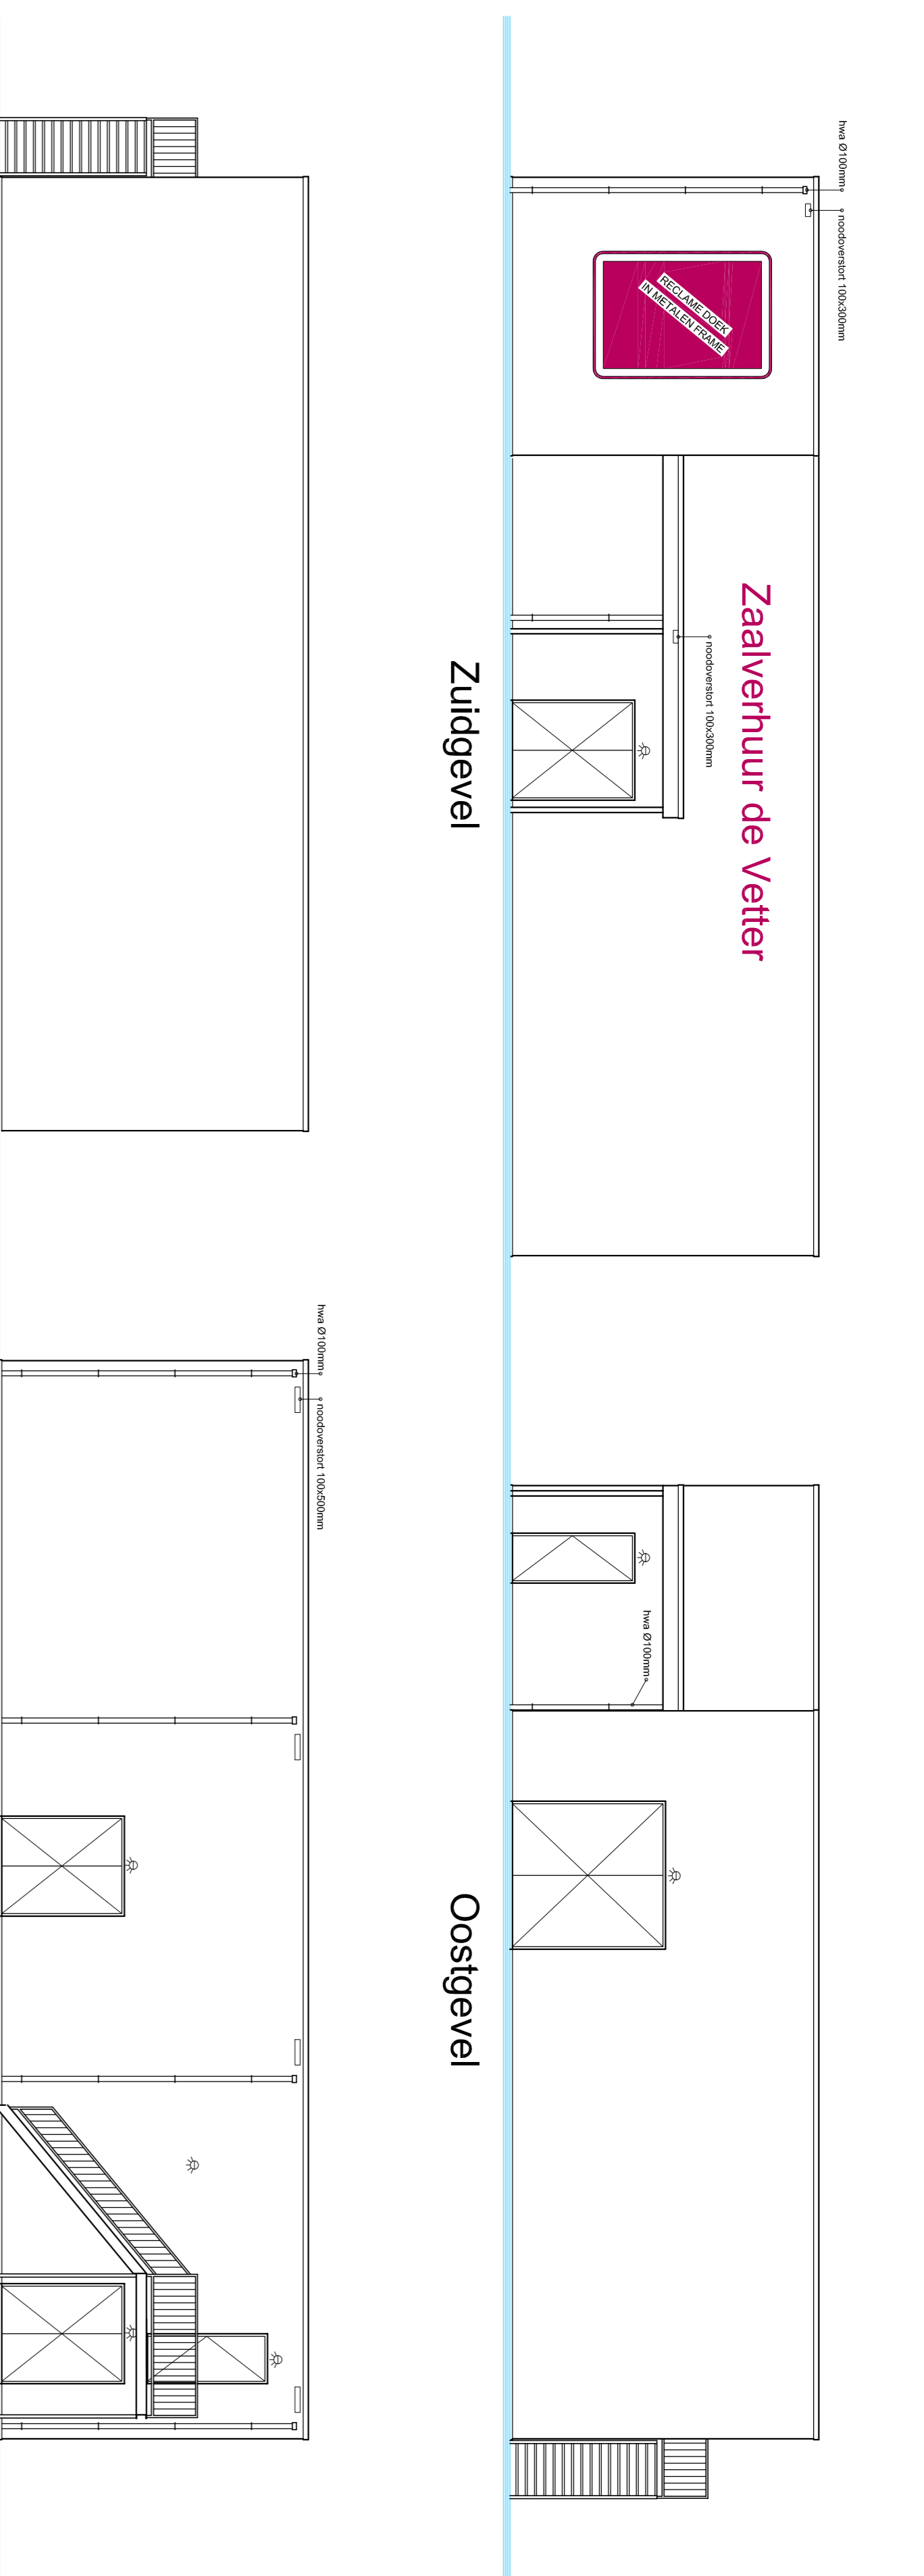 hwa Ø100mm
noodoverstort 100x300mm
RECLAME DOEK
IN METALEN FRAME
Zaalverhuur de Vetter
noodoverstort 100x300mm
Zuidgevel
hwa Ø100mm
Oostgevel
hwa Ø100mm
noodoverstort 100x500mm